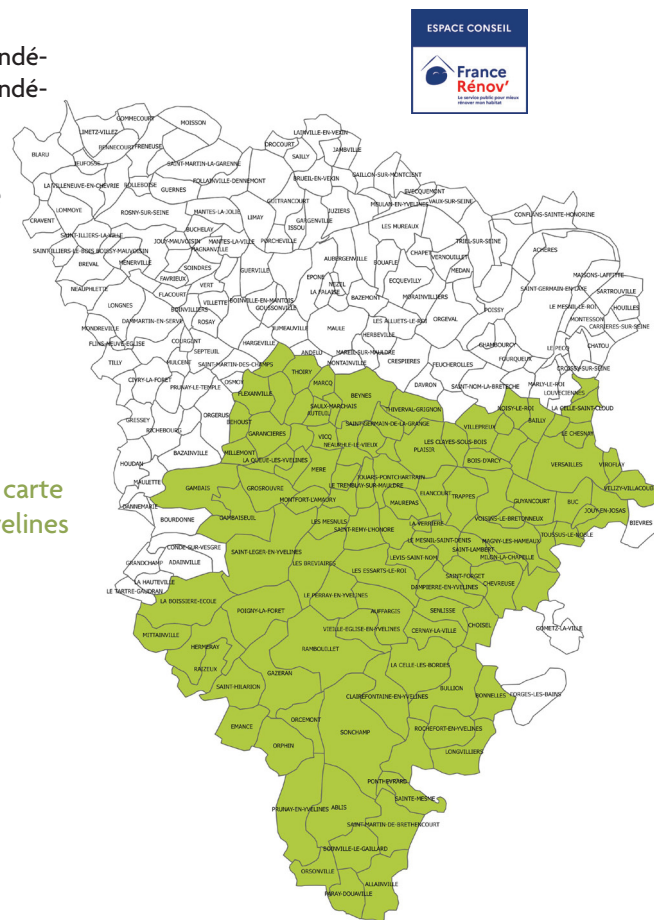 ESPACE CONSEIL
ndé-
ndé-
France
Rénov'
Le service public pour mieux
rénover mon habitat
carte
velines
GOMMECOURT
LIMETZ-VILLEZ
MOISSON
BENNECOURT
FRENEUSE
BLARU
JEUFOSSE
SAINT-MARTIN-LA-GARENNE
LAINVILLE-EN-VEXIN
DROCOURT
SAILLY
JAMBVILLE
LA VILLENEUVE-EN-CHEVRIE
ROLLEBOISE
FOLLAINVILLE-DENNEMONT
GUERNES
BRUEIL-EN-VEXIN
GAILLON-SUR-MONTCIENT
EVECQUEMONT
MEULAN-EN-YVELINES
VAUX-SUR-SEINE
LOMMOYE
CRAVENT
ROSNY-SUR-SEINE
MANTES-LA-JOLIE
LIMAY
GUITRANCOURT
ISSOU
GARGENVILLE
JUZIERS
LES MUREAUX
CONFLANS-SAINTE-HONORINE
SAINT-ILLIERS-LA-VILLE
BUCHELAY
SAINT-ILLIERS-LE-BOIS
BOISSY-MAUVOISIN
JOUY-MAUVOISIN
MANTES-LA-VILLE
MAGNANVILLE
PORCHEVILLE
TRIEL-SUR-SEINE
ACHÈRES
BREVAL
MENERVILLE
SOINDRES
GUERVILLE
AUBERGENVILLE
BOUAFLE
CHAPET
VERNOUILLET
MEDAN
MAISONS-LAFFITTE
NEAUPHLETTE
FAVRIEUX
VERT
EPONE
NEZEL
LA FALAISE
ECQUEVILLY
SAINT-GERMAIN-EN-LAYE
SARTROUVILLE
FLACOURT
VILLETTE
BOINVILLE-EN-MANTOIS
BAZEMONT
MORAINVILLIERS
LE MESNIL-LE-ROI
HOUILLES
LONGNES
BOINVILLIERS
GOUSSONVILLE
POISSY
MONTESSON
CARRIERES-SUR-SEINE
DAMMARTIN-EN-SERVE
ROSAY
JUMEAUVILLE
MAULE
LES ALLUETS-LE-ROI
ORGEVAL
MONDREVILLE
HERBEVILLE
FLINS-NEUVE-EGLISE
COURGENT
HARGEVILLE
CHAMBOURCY
LE PECQ
CHATOU
SEPTEUIL
ANDELU
MAREIL-SUR-MAULDRE
FOURQUEUX
CROISSY-SUR-SEINE
TILLY
MULCENT
SAINT-MARTIN-DES-CHAMPS
MONTAINVILLE
CRESPIERES
FEUCHEROLLES
CIVRY-LA-FORET
PRUNAY-LE-TEMPLE
OSMOY
THOIRY
MARCQ
DAVRON
SAINT-NOM-LA-BRETECHE
MARLY-LE-ROI
LOUVECIENNES
FLEXANVILLE
BEYNES
GRESSEY
ORGERUS
BEHOUST
SAULX-MARCHAIS
AUTEUIL
THIVERVAL-GRIGNON
NOISY-LE-ROI
LA CELLE-SAINT-CLOUD
RICHEBOURG
GARANCIERES
SAINT-GERMAIN-DE-LA-GRANGE
VILLEPREUX
BAILLY
LE CHESNAY
VICQ
NEAUPHLE-LE-VIEUX
LES CLAYES-SOUS-BOIS
BAZAINVILLE
MILLEMONT
LA QUEUE-LES-YVELINES
PLAISIR
BOIS-D'ARCY
VERSAILLES
VIROFLAY
HOUDAN
MERE
JOUARS-PONTCHARTRAIN
MAULETTE
GAMBAIS
GROSROUVRE
LE TREMBLAY-SUR-MAULDRE
ELANCOURT
TRAPPES
VELIZY-VILLACOUBLAY
MONTFORT-L'AMAURY
MAUREPAS
GUYANCOURT
BUC
DANNEMARIE
JOUY-EN-JOSAS
BOURDONNE
GAMBAISEUIL
LES MESNULS
SAINT-REMY-L'HONORE
LA VERRIERE
VOISINS-LE-BRETONNEUX
TOUSSUS-LE-NOBLE
BIEVRES
LE MESNIL-SAINT-DENIS
MAGNY-LES-HAMEAUX
CONDE-SUR-VESGRE
SAINT-LEGER-EN-YVELINES
LEVIS-SAINT-NOM
SAINT-LAMBERT
MILON-LA-CHAPELLE
GRANDCHAMP
ADAINVILLE
LES BREVIAIRES
LES ESSARTS-LE-ROI
SAINT-FORGET
LA HAUTEVILLE
DAMPIERRE-EN-YVELINES
CHEVREUSE
LE TARTRE-GAUDRAN
LA BOISSIERE-ECOLE
LE PERRAY-EN-YVELINES
POIGNY-LA-FORET
AUFFARGIS
SENLISSE
CHOISEL
GOMETZ-LA-VILLE
MITTAINVILLE
VIEILLE-EGLISE-EN-YVELINES
CERNAY-LA-VILLE
HERMERAY
RAMBOUILLET
RAIZEUX
GAZERAN
LA CELLE-LES-BORDES
SAINT-HILARION
CLAIREFONTAINE-EN-YVELINES
BULLION
BONNELLES
FORGES-LES-BAINS
EMANCE
ORCEMONT
SONCHAMP
ROCHEFORT-EN-YVELINES
ORPHIN
LONGVILLIERS
PONTHEVRARD
SAINTE-MESME
PRUNAY-EN-YVELINES
ABLIS
SAINT-MARTIN-DE-BRETHENCOURT
BOINVILLE-LE-GAILLARD
ORSONVILLE
ALLAINVILLE
PARAY-DOUAVILLE